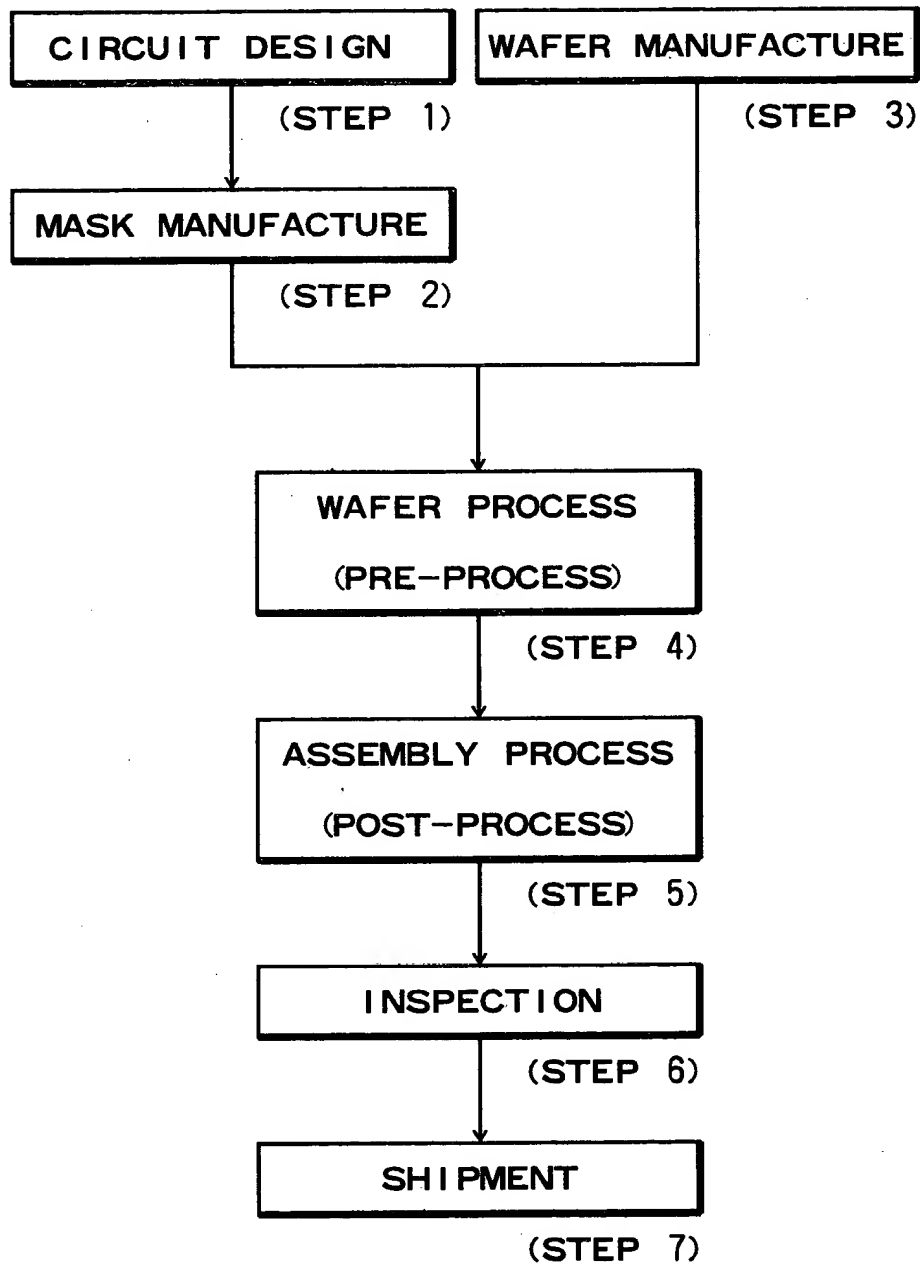 CIRCUIT DESIGN
(STEP 1)
MASK MANUFACTURE
(STEP 2)
WAFER MANUFACTURE
(STEP 3)
WAFER PROCESS
(PRE-PROCESS)
(STEP 4)
ASSEMBLY PROCESS
(POST-PROCESS)
(STEP 5)
INSPECTION
(STEP 6)
SHIPMENT
(STEP 7)